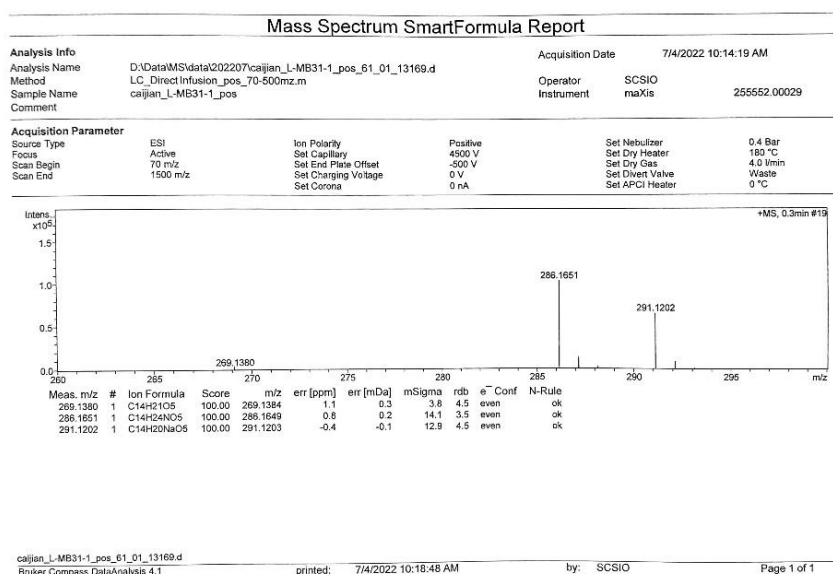 Mass Spectrum SmartFormula Report
Analysis Info
Acquisition Date 7/4/2022 10:14:19 AM
Analysis Name D:\Data\MS\data\202207\caijian_L-MB31-1_pos_61_01_13169.d
Method LC_Direct Infusion_pos_70-500mz.m Operator SCSIO
Sample Name caijian_L-MB31-1_pos Instrument maXis 255552.00029
Comment
Acquisition Parameter
Source Type ESI Ion Polarity Positive Set Nebulizer 0.4 Bar
Focus Active Set Capillary 4500 V Set Dry Heater 180 °C
Scan Begin 70 m/z Set End Plate Offset -500 V Set Dry Gas 4.0 l/min
Scan End 1500 m/z Set Charging Voltage 0 V Set Divert Valve Waste
Set Corona 0 nA Set APCI Heater 0 °C
Intens. +MS, 0.3min #19
x10⁵
1.5
286.1651
1.0
291.1202
0.5
269.1380
0.0
260 265 270 275 280 285 290 295 m/z
Meas. m/z # Ion Formula Score m/z err [ppm] err [mDa] mSigma rdb e⁻ Conf N-Rule
269.1380 1 C14H21O5 100.00 269.1384 1.1 0.3 3.8 4.5 even ok
286.1651 1 C14H24NO5 100.00 286.1649 0.8 0.2 14.1 3.5 even ok
291.1202 1 C14H20NaO5 100.00 291.1203 -0.4 -0.1 12.9 4.5 even ok
caijian_L-MB31-1_pos_61_01_13169.d
Bruker Compass DataAnalysis 4.1 printed: 7/4/2022 10:18:48 AM by: SCSIO Page 1 of 1